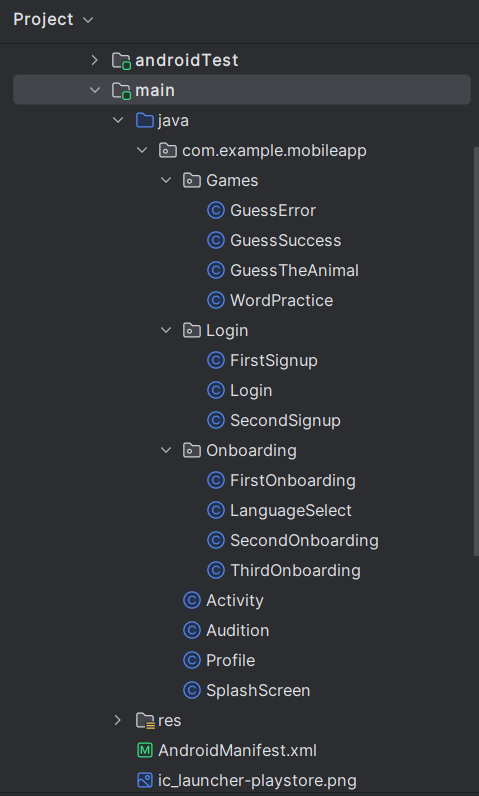 Project
androidTest
main
java
com.example.mobileapp
Games
GuessError
GuessSuccess
GuessTheAnimal
WordPractice
Login
FirstSignup
Login
SecondSignup
Onboarding
FirstOnboarding
LanguageSelect
SecondOnboarding
ThirdOnboarding
Activity
Audition
Profile
SplashScreen
res
AndroidManifest.xml
ic_launcher-playstore.png